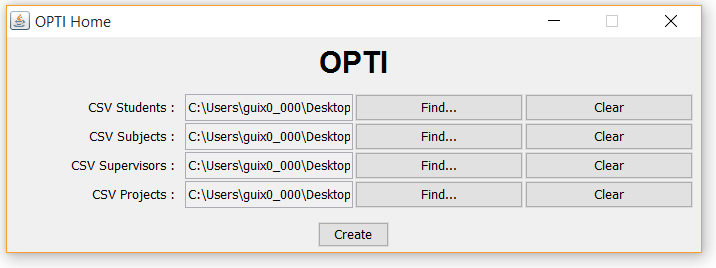 OPTI Home
OPTI
CSV Students : C:\Users\guix0_000\Desktop Find... Clear
CSV Subjects : C:\Users\guix0_000\Desktop Find... Clear
CSV Supervisors : C:\Users\guix0_000\Desktop Find... Clear
CSV Projects : C:\Users\guix0_000\Desktop Find... Clear
Create